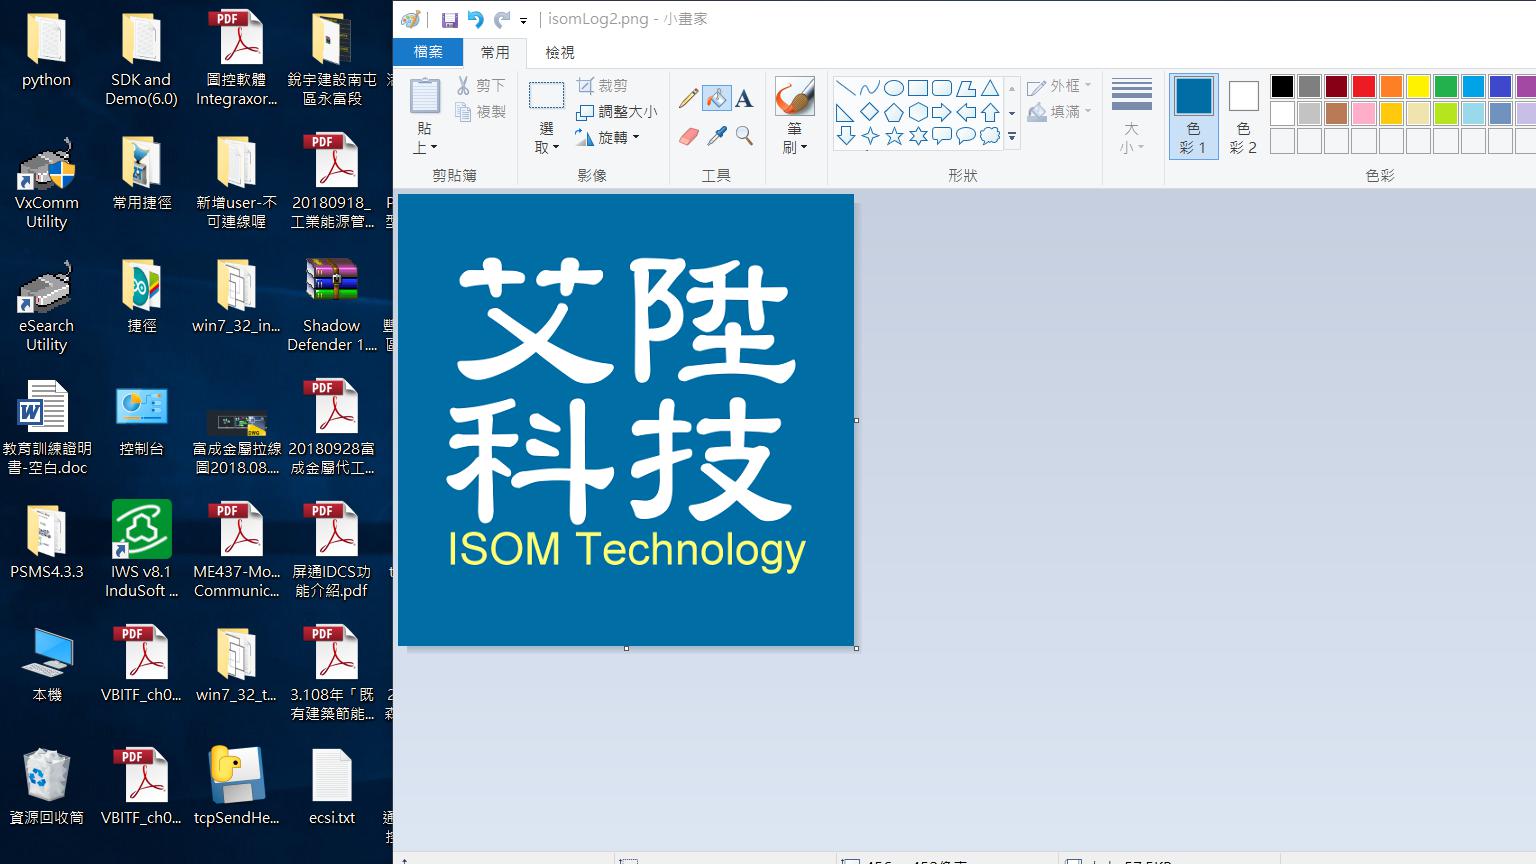 python
SDK and
Demo(6.0)
圖控軟體
Integraxor...
銳宇建設南屯
區永富段
VxComm
Utility
常用捷徑
新增user-不
可連線喔
20180918_
工業能源管...
eSearch
Utility
捷徑
win7_32_in...
Shadow
Defender 1....
教育訓練證明
書-空白.doc
控制台
富成金屬拉線
圖2018.08....
20180928富
成金屬代工...
PSMS4.3.3
IWS v8.1
InduSoft ...
ME437-Mo...
Communic...
屏通IDCS功
能介紹.pdf
本機
VBITF_ch0...
win7_32_t...
3.108年「既
有建築節能...
資源回收筒
VBITF_ch0...
tcpSendHe...
ecsi.txt
isomLog2.png - 小畫家
檔案
常用
檢視
貼
上
剪下
複製
剪貼簿
選
取
裁剪
調整大小
旋轉
影像
工具
筆
刷
外框
填滿
形狀
大
小
色
彩 1
色
彩 2
色彩
艾陞
科技
ISOM Technology